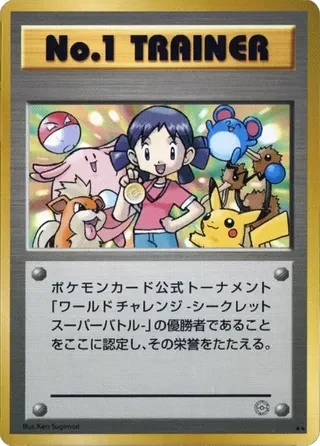 No.1 TRAINER
ポケモンカード公式トーナメント
「ワールドチャレンジ-シークレット
スーパーバトル-」の優勝者であること
をここに認定し、その栄誉をたたえる。
Illus.Ken Sugimori
★★